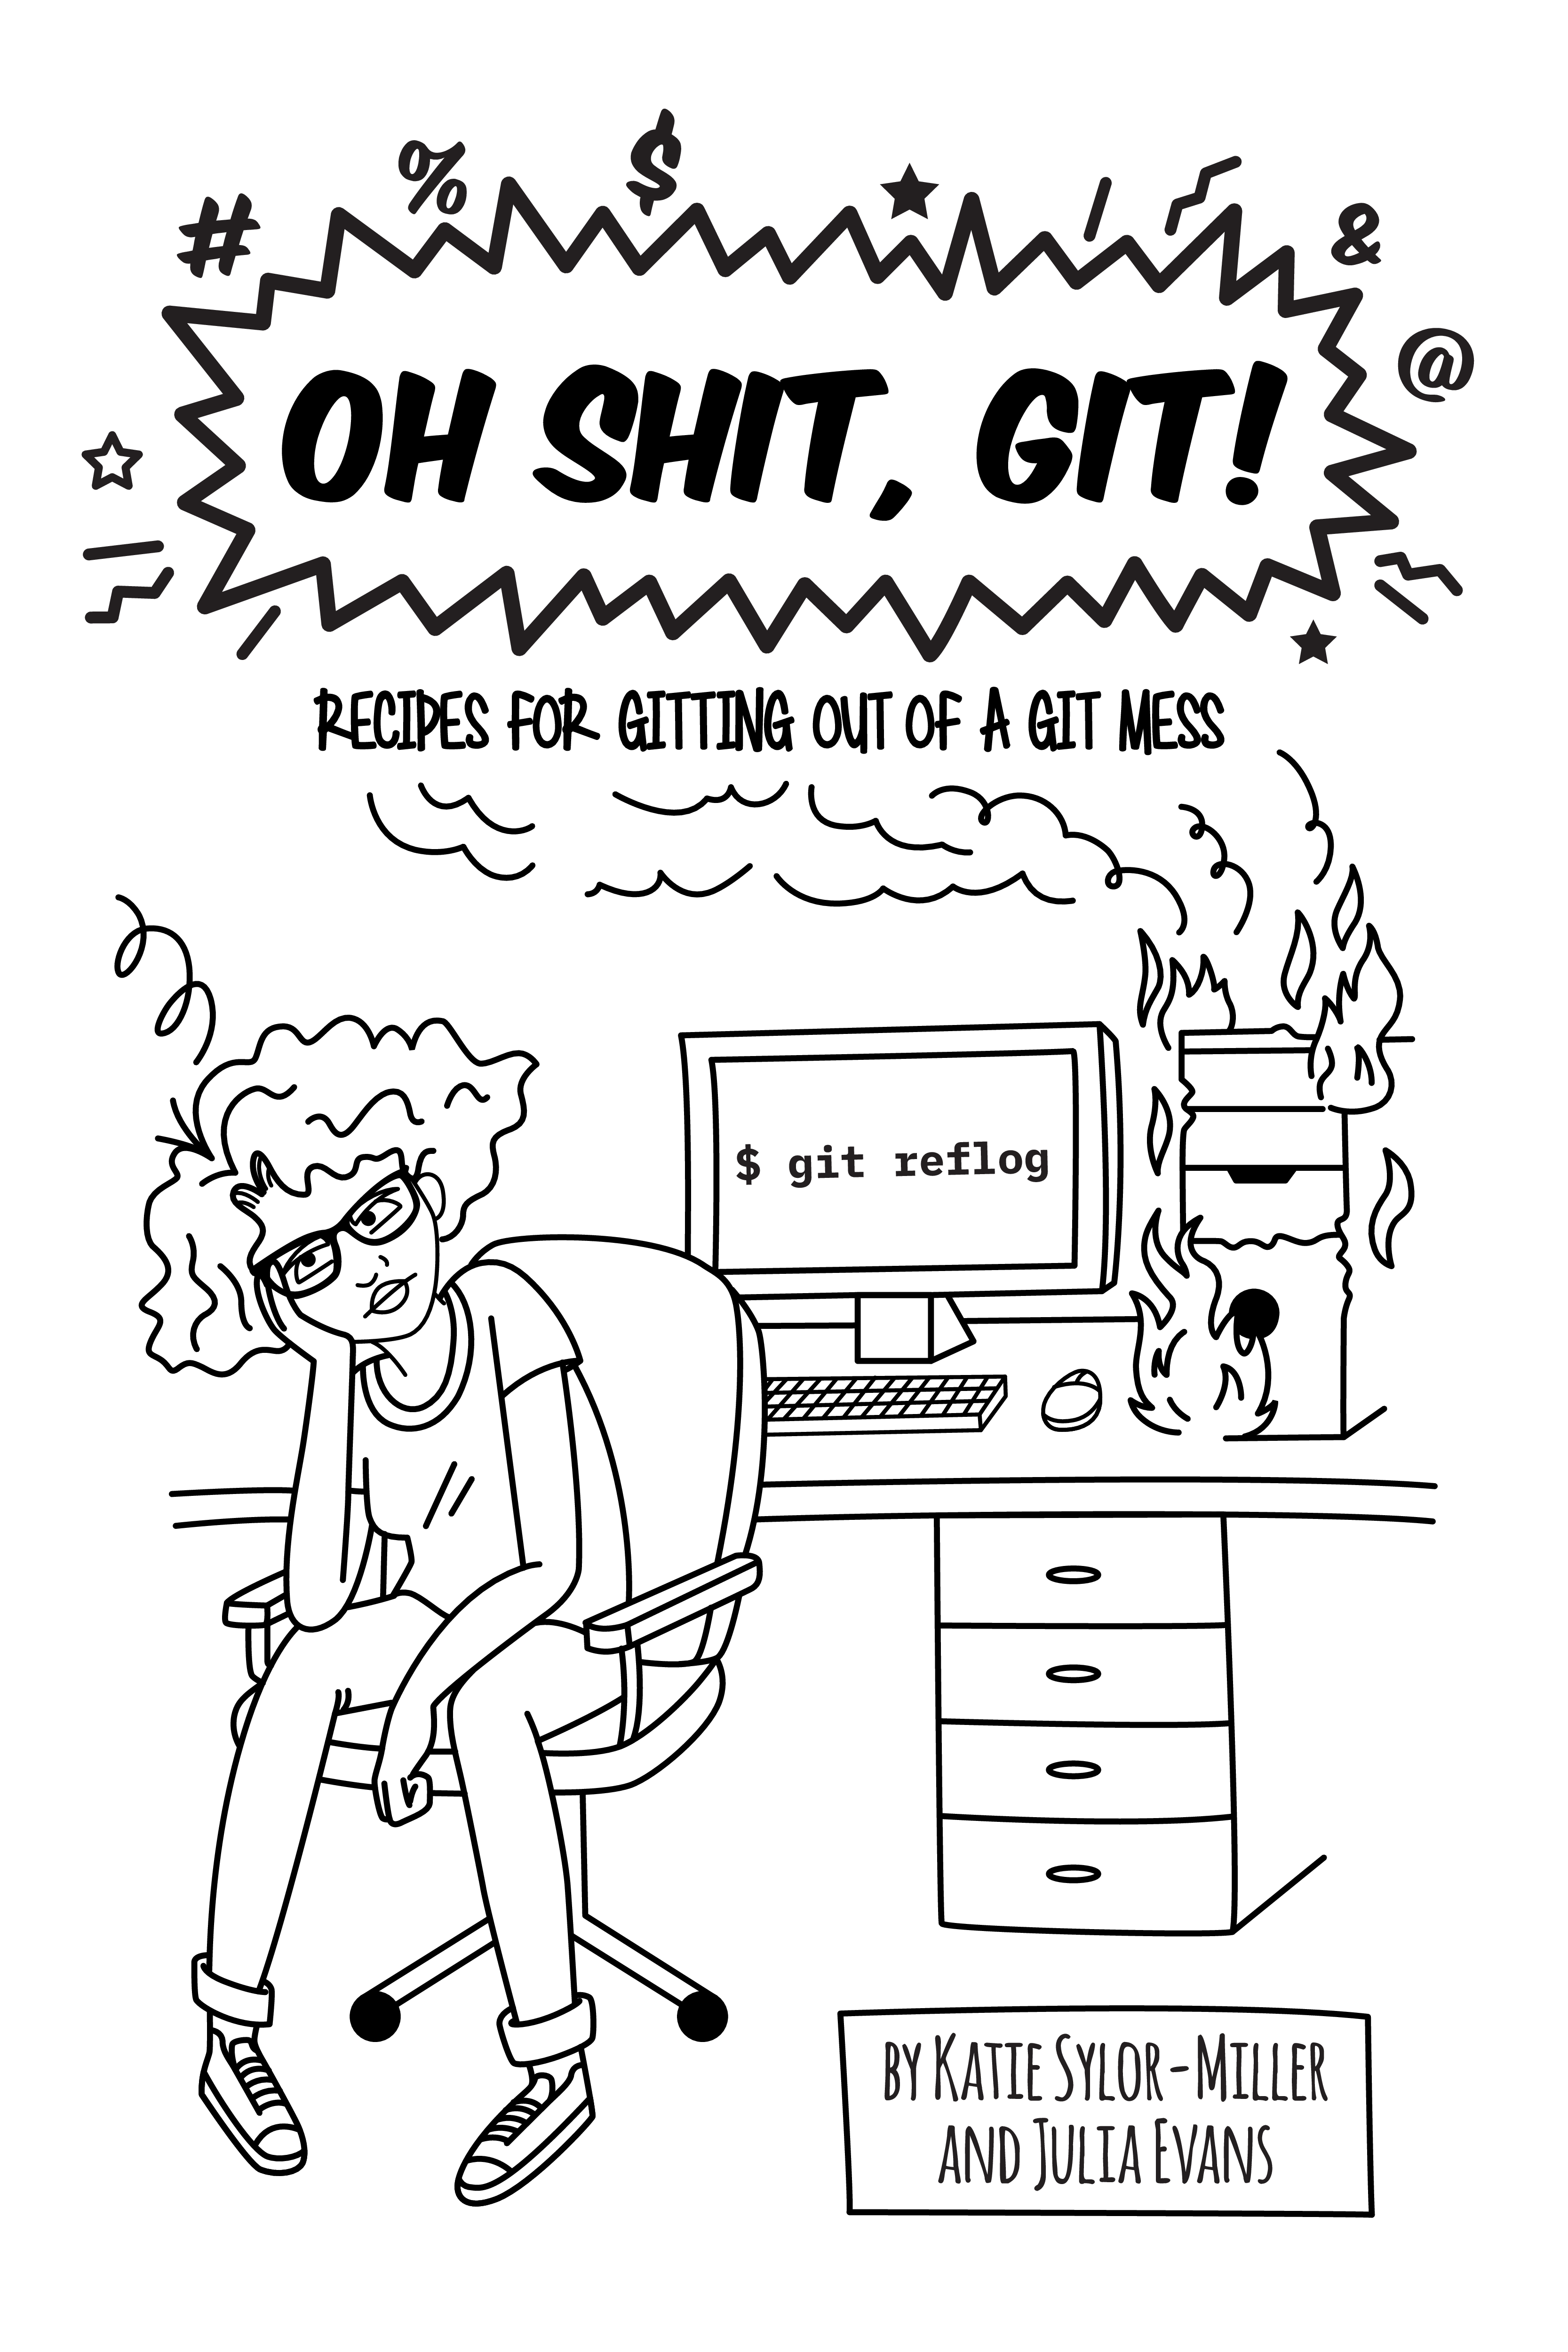 # % $ & @
OH SHIT, GIT!
RECIPES FOR GITTING OUT OF A GIT MESS
$ git reflog
BY KATIE SYLOR-MILLER
AND JULIA EVANS